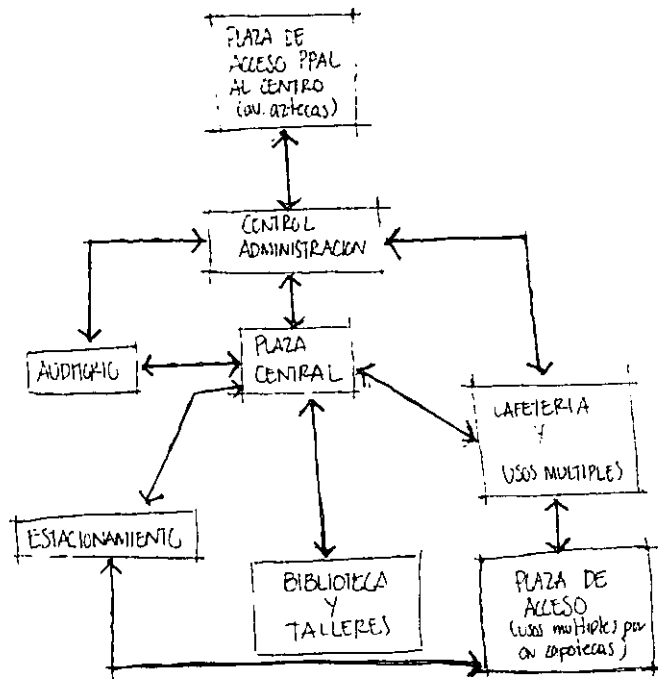 PLAZA DE
ACCESO PPAL
AL CENTRO
(av. aztecas)
CONTROL
ADMINISTRACION
AUDITORIO
PLAZA
CENTRAL
CAFETERIA
Y
USOS MULTIPLES
ESTACIONAMIENTO
BIBLIOTECA
Y
TALLERES
PLAZA DE
ACCESO
(usos multiples por
av zapotecas)